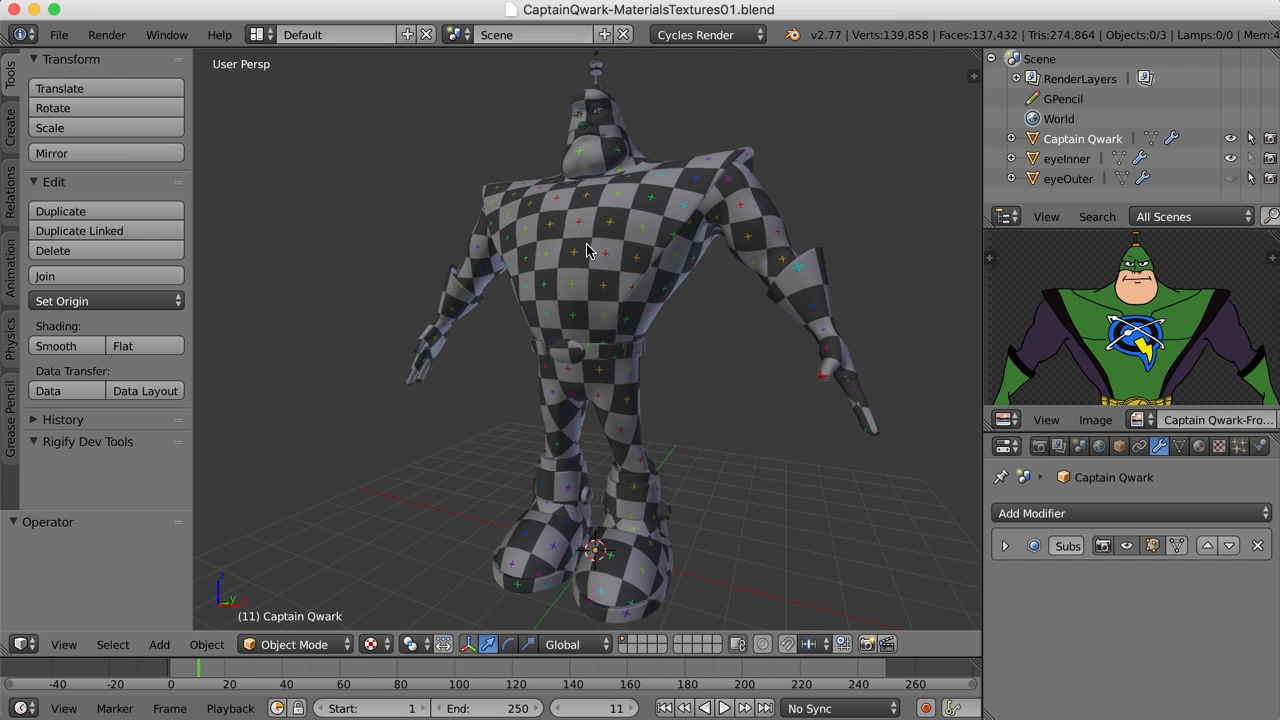 CaptainQwark-MaterialsTextures01.blend
File Render Window Help Default Scene Cycles Render v2.77 | Verts:139,858 | Faces:137,432 | Tris:274,864 | Objects:0/3 | Lamps:0/0 | Mem:4
Tools
Create
Relations
Animation
Physics
Grease Pencil
Transform
Translate
Rotate
Scale
Mirror
Edit
Duplicate
Duplicate Linked
Delete
Join
Set Origin
Shading:
Smooth Flat
Data Transfer:
Data Data Layout
History
Rigify Dev Tools
Operator
User Persp
z
y
(11) Captain Qwark
View Select Add Object Object Mode Global
-40 -20 0 20 40 60 80 100 120 140 160 180 200 220 240 260
View Marker Frame Playback Start: 1 End: 250 11 No Sync
Scene
RenderLayers |
GPencil
World
Captain Qwark |
eyeInner |
eyeOuter |
View Search All Scenes
View Image Captain Qwark-Fro...
Captain Qwark
Add Modifier
Subs